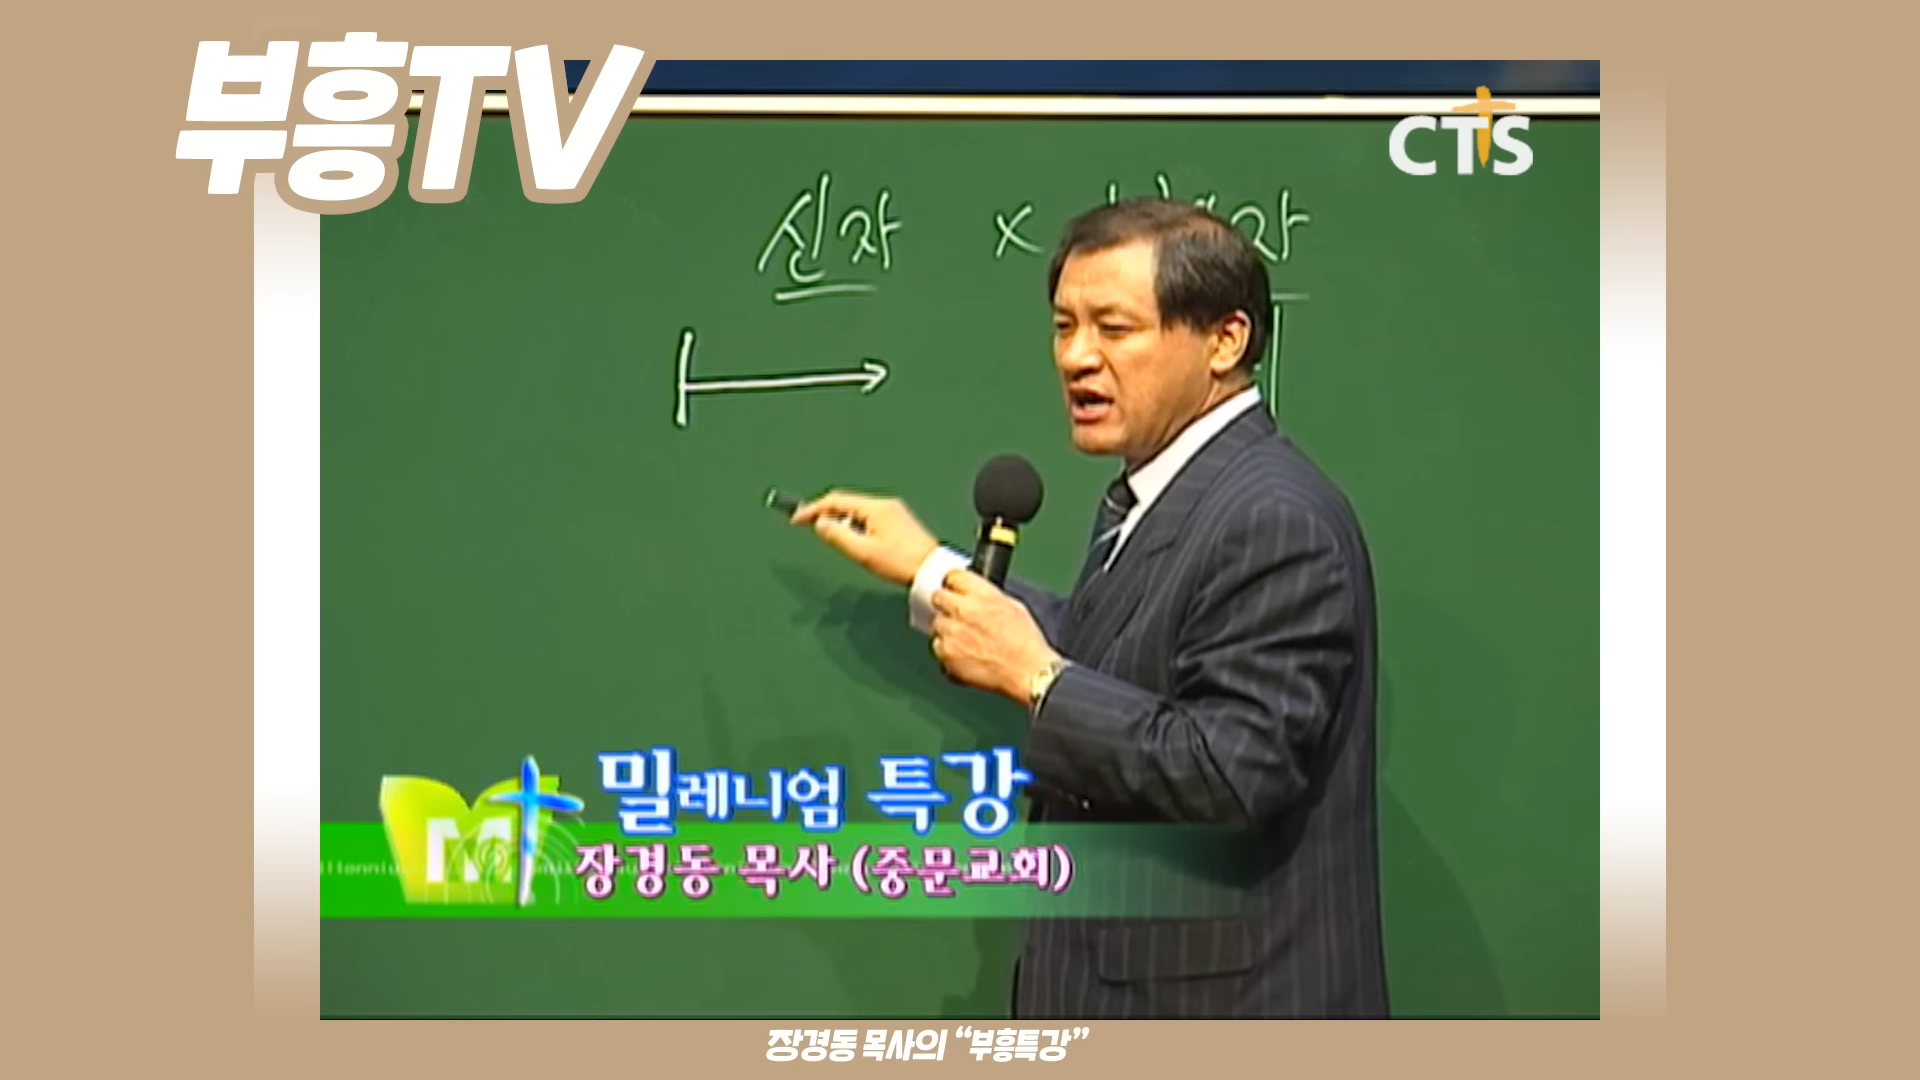 부흥TV
CTS
신자 ×
밀레니엄 특강
장경동 목사 (중문교회)
M
장경동 목사의 “부흥특강”